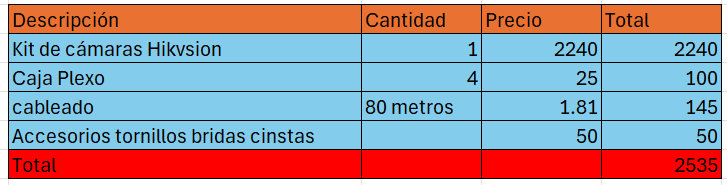 Descripción Cantidad Precio Total
Kit de cámaras Hikvsion 1 2240 2240
Caja Plexo 4 25 100
cableado 80 metros 1.81 145
Accesorios tornillos bridas cinstas 50 50
Total 2535